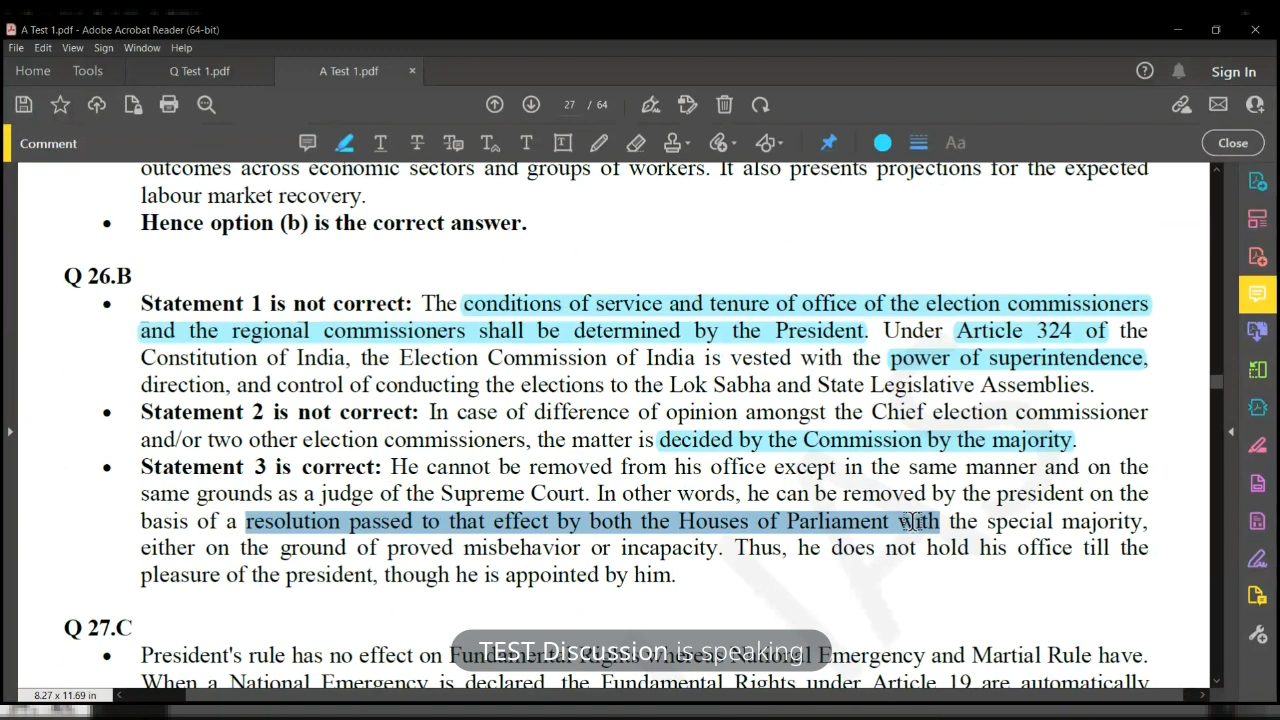 A Test 1.pdf - Adobe Acrobat Reader (64-bit)
File Edit View Sign Window Help
Home Tools Q Test 1.pdf A Test 1.pdf × Sign In
27 / 64
Comment Aa Close
outcomes across economic sectors and groups of workers. It also presents projections for the expected
labour market recovery.
• Hence option (b) is the correct answer.
Q 26.B
• Statement 1 is not correct: The conditions of service and tenure of office of the election commissioners
and the regional commissioners shall be determined by the President. Under Article 324 of the
Constitution of India, the Election Commission of India is vested with the power of superintendence,
direction, and control of conducting the elections to the Lok Sabha and State Legislative Assemblies.
• Statement 2 is not correct: In case of difference of opinion amongst the Chief election commissioner
and/or two other election commissioners, the matter is decided by the Commission by the majority.
• Statement 3 is correct: He cannot be removed from his office except in the same manner and on the
same grounds as a judge of the Supreme Court. In other words, he can be removed by the president on the
basis of a resolution passed to that effect by both the Houses of Parliament with the special majority,
either on the ground of proved misbehavior or incapacity. Thus, he does not hold his office till the
pleasure of the president, though he is appointed by him.
Q 27.C
TEST Discussion is speaking
• President's rule has no effect on Fundamental Rights whereas National Emergency and Martial Rule have.
When a National Emergency is declared, the Fundamental Rights under Article 19 are automatically
8.27 x 11.69 in